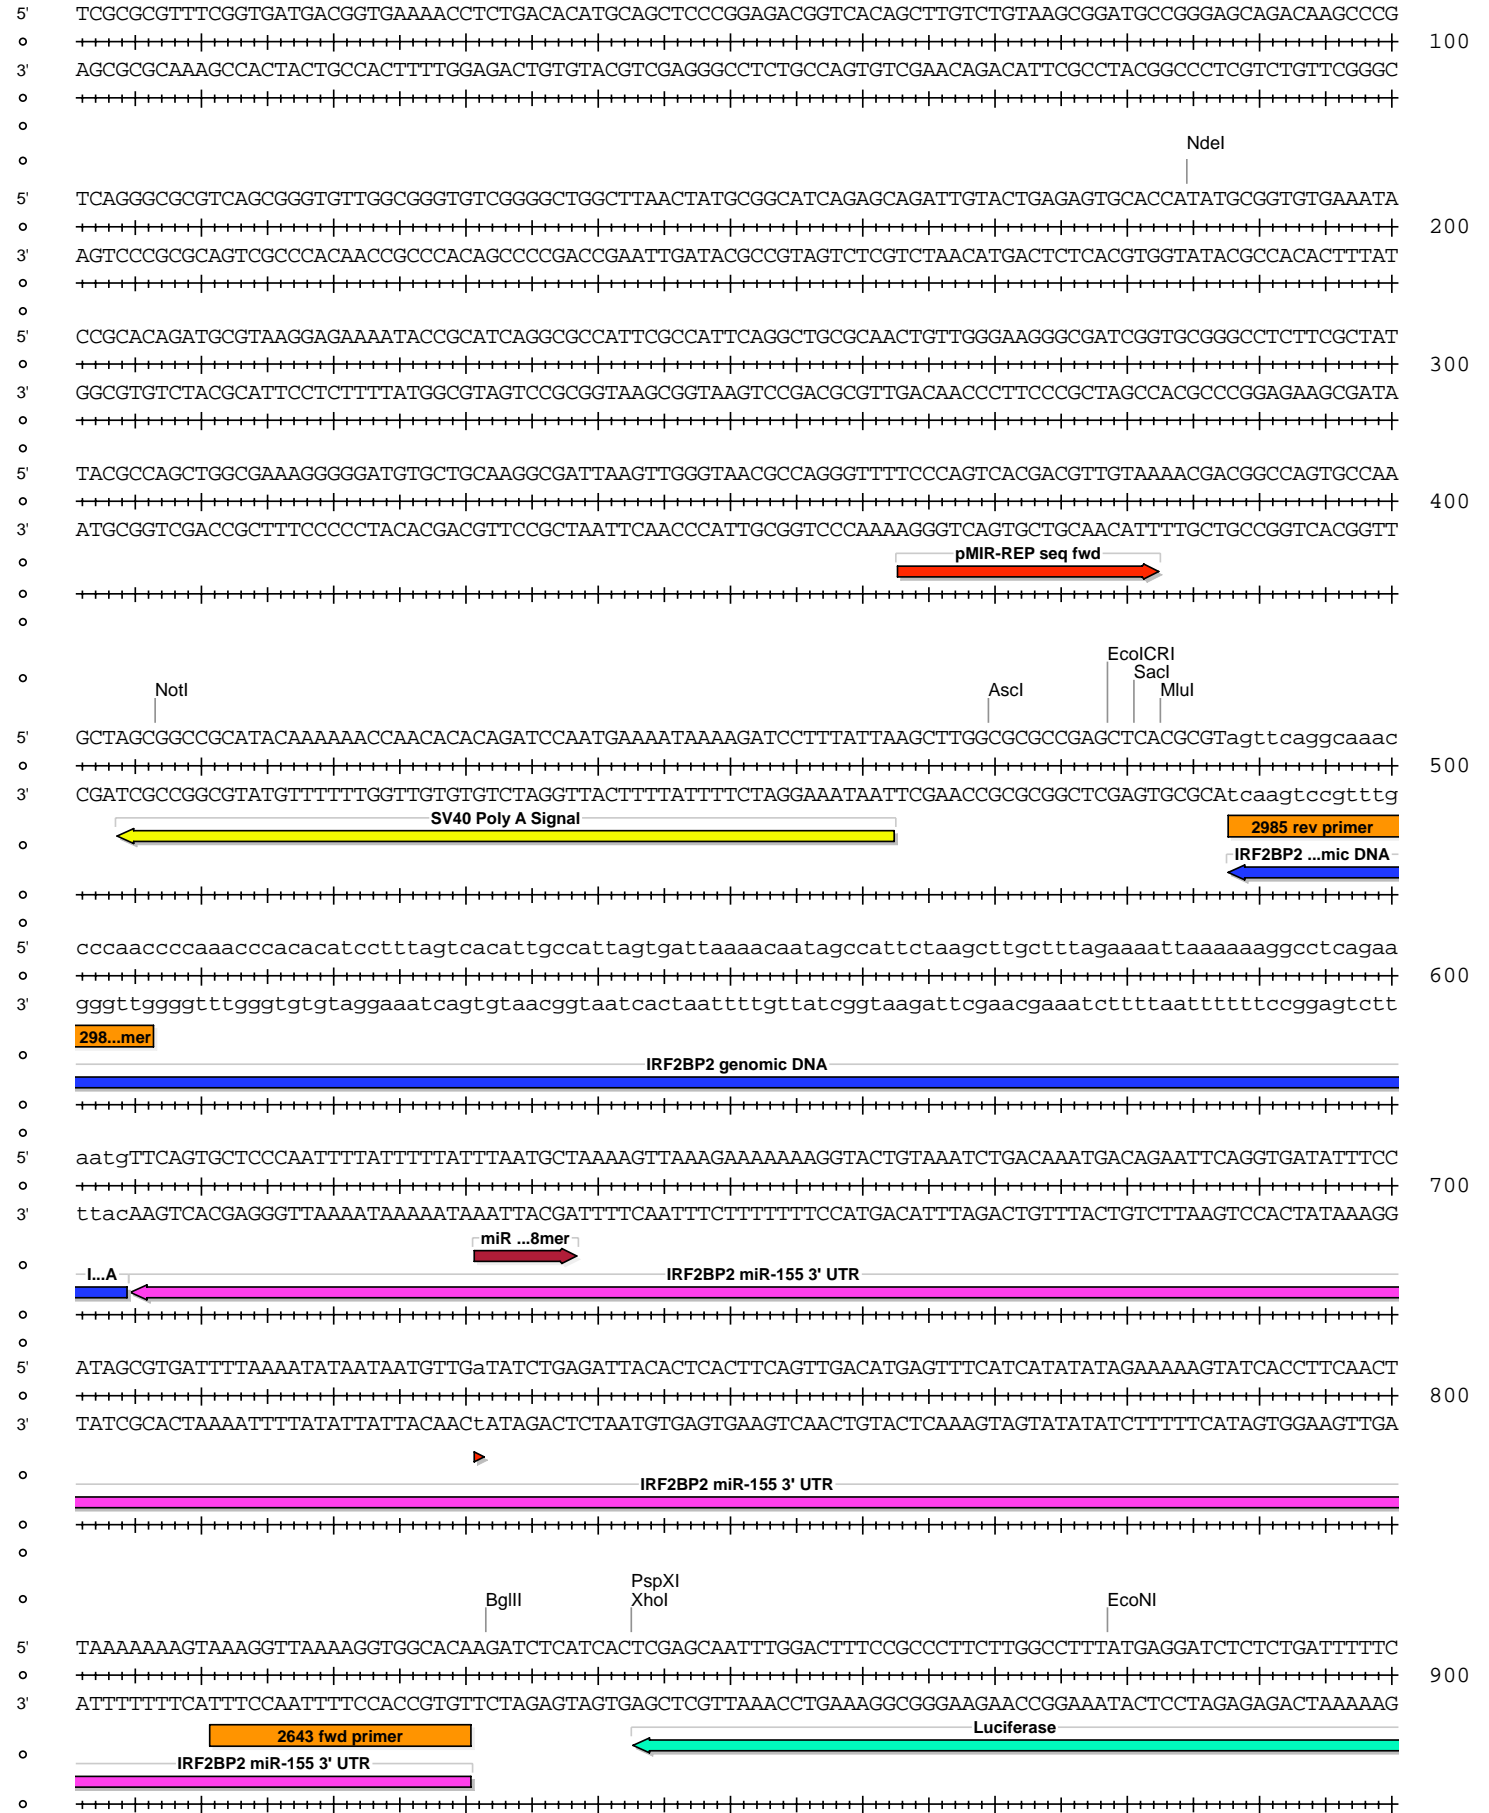 5' TCGCGCGTTTCGGTGATGACGGTGAAAACCTCTGACACATGCAGCTCCCGGAGACGGTCACAGCTTGTCTGTAAGCGGATGCCGGGAGCAGACAAGCCCG
100
3' AGCGCGCAAAGCCACTACTGCCACTTTTGGAGACTGTGTACGTCGAGGGCCTCTGCCAGTGTCGAACAGACATTCGCCTACGGCCCTCGTCTGTTCGGGC
NdeI
5' TCAGGGCGCGTCAGCGGGTGTTGGCGGGTGTCGGGGCTGGCTTAACTATGCGGCATCAGAGCAGATTGTACTGAGAGTGCACCATATGCGGTGTGAAATA
200
3' AGTCCCGCGCAGTCGCCCACAACCGCCCACAGCCCCGACCGAATTGATACGCCGTAGTCTCGTCTAACATGACTCTCACGTGGTATACGCCACACTTTAT
5' CCGCACAGATGCGTAAGGAGAAAATACCGCATCAGGCGCCATTCGCCATTCAGGCTGCGCAACTGTTGGGAAGGGCGATCGGTGCGGGCCTCTTCGCTAT
300
3' GGCGTGTCTACGCATTCCTCTTTTATGGCGTAGTCCGCGGTAAGCGGTAAGTCCGACGCGTTGACAACCCTTCCCGCTAGCCACGCCCGGAGAAGCGATA
5' TACGCCAGCTGGCGAAAGGGGGATGTGCTGCAAGGCGATTAAGTTGGGTAACGCCAGGGTTTTCCCAGTCACGACGTTGTAAAACGACGGCCAGTGCCAA
400
3' ATGCGGTCGACCGCTTTCCCCCTACACGACGTTCCGCTAATTCAACCCATTGCGGTCCCAAAAGGGTCAGTGCTGCAACATTTTGCTGCCGGTCACGGTT
pMIR-REP seq fwd
EcoICRI
SacI
NotI AscI MluI
5' GCTAGCGGCCGCATACAAAAAACCAACACACAGATCCAATGAAAATAAAAGATCCTTTATTAAGCTTGGCGCGCCGAGCTCACGCGTagttcaggcaaac
500
3' CGATCGCCGGCGTATGTTTTTTGGTTGTGTGTCTAGGTTACTTTTATTTTCTAGGAAATAATTCGAACCGCGCGGCTCGAGTGCGCAtcaagtccgtttg
SV40 Poly A Signal
2985 rev primer
IRF2BP2 ...mic DNA
5' cccaaccccaaacccacacatcctttagtcacattgccattagtgattaaaacaatagccattctaagcttgctttagaaaattaaaaaaggcctcagaa
600
3' gggttggggtttgggtgtgtaggaaatcagtgtaacggtaatcactaattttgttatcggtaagattcgaacgaaatcttttaattttttccggagtctt
298...mer
IRF2BP2 genomic DNA
5' aatgTTCAGTGCTCCCAATTTTATTTTTATTTAATGCTAAAAGTTAAAGAAAAAAAGGTACTGTAAATCTGACAAATGACAGAATTCAGGTGATATTTCC
700
3' ttacAAGTCACGAGGGTTAAAATAAAAATAAATTACGATTTTCAATTTCTTTTTTTCCATGACATTTAGACTGTTTACTGTCTTAAGTCCACTATAAAGG
miR ...8mer
I...A IRF2BP2 miR-155 3' UTR
5' ATAGCGTGATTTTAAAATATAATAATGTTGaTATCTGAGATTACACTCACTTCAGTTGACATGAGTTTCATCATATATAGAAAAAGTATCACCTTCAACT
800
3' TATCGCACTAAAATTTTATATTATTACAACtATAGACTCTAATGTGAGTGAAGTCAACTGTACTCAAAGTAGTATATATCTTTTTCATAGTGGAAGTTGA
IRF2BP2 miR-155 3' UTR
PspXI
BglII XhoI EcoNI
5' TAAAAAAAGTAAAGGTTAAAAGGTGGCACAAGATCTCATCACTCGAGCAATTTGGACTTTCCGCCCTTCTTGGCCTTTATGAGGATCTCTCTGATTTTTC
900
3' ATTTTTTTCATTTCCAATTTTCCACCGTGTTCTAGAGTAGTGAGCTCGTTAAACCTGAAAGGCGGGAAGAACCGGAAATACTCCTAGAGAGACTAAAAAG
2643 fwd primer Luciferase
IRF2BP2 miR-155 3' UTR